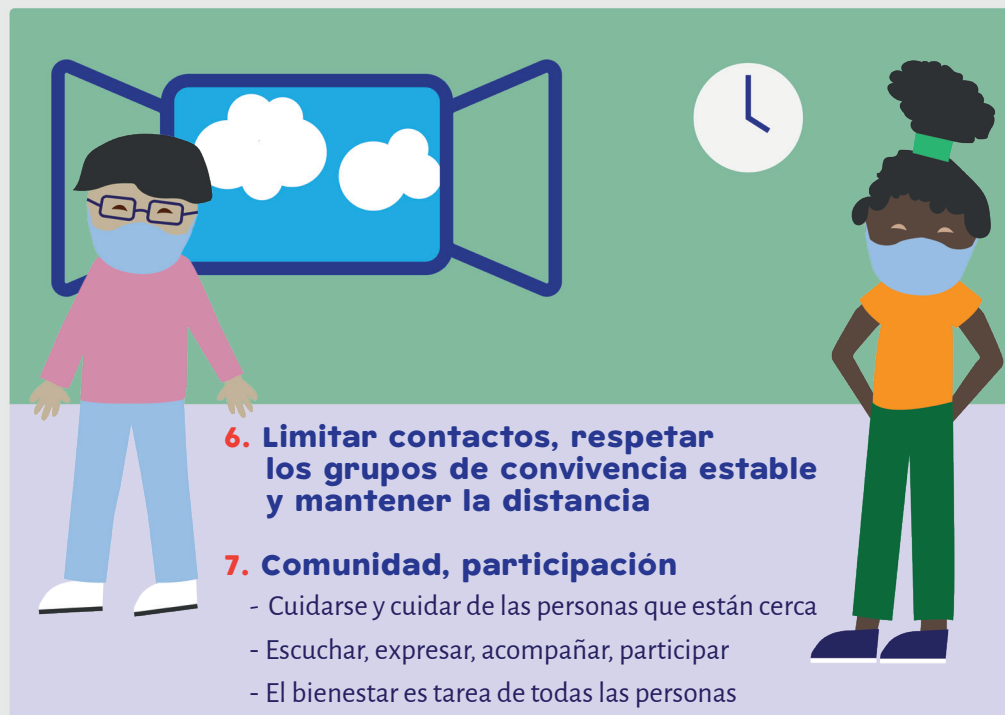 6. Limitar contactos, respetar
los grupos de convivencia estable
y mantener la distancia
7. Comunidad, participación
- Cuidarse y cuidar de las personas que están cerca
- Escuchar, expresar, acompañar, participar
- El bienestar es tarea de todas las personas